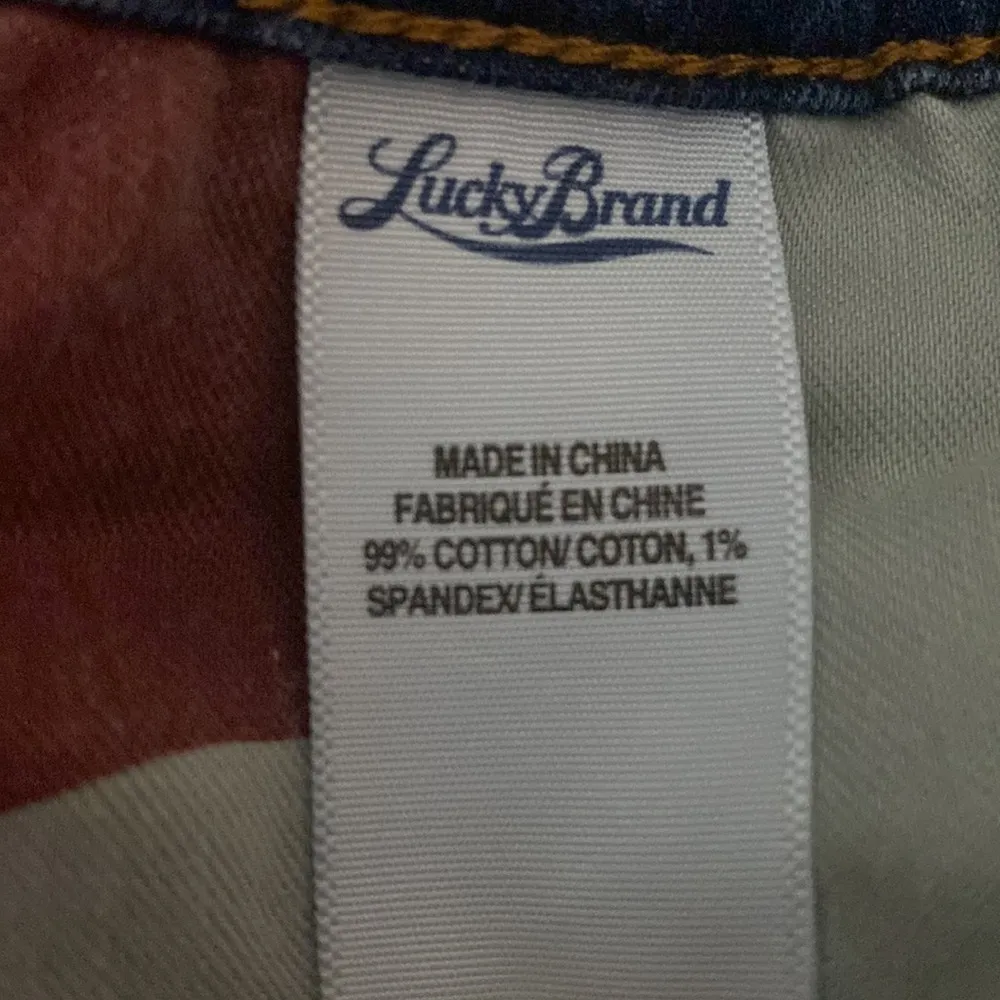 Lucky Brand
MADE IN CHINA
FABRIQUÉ EN CHINE
99% COTTON/COTON, 1%
SPANDEX/ÉLASTHANNE